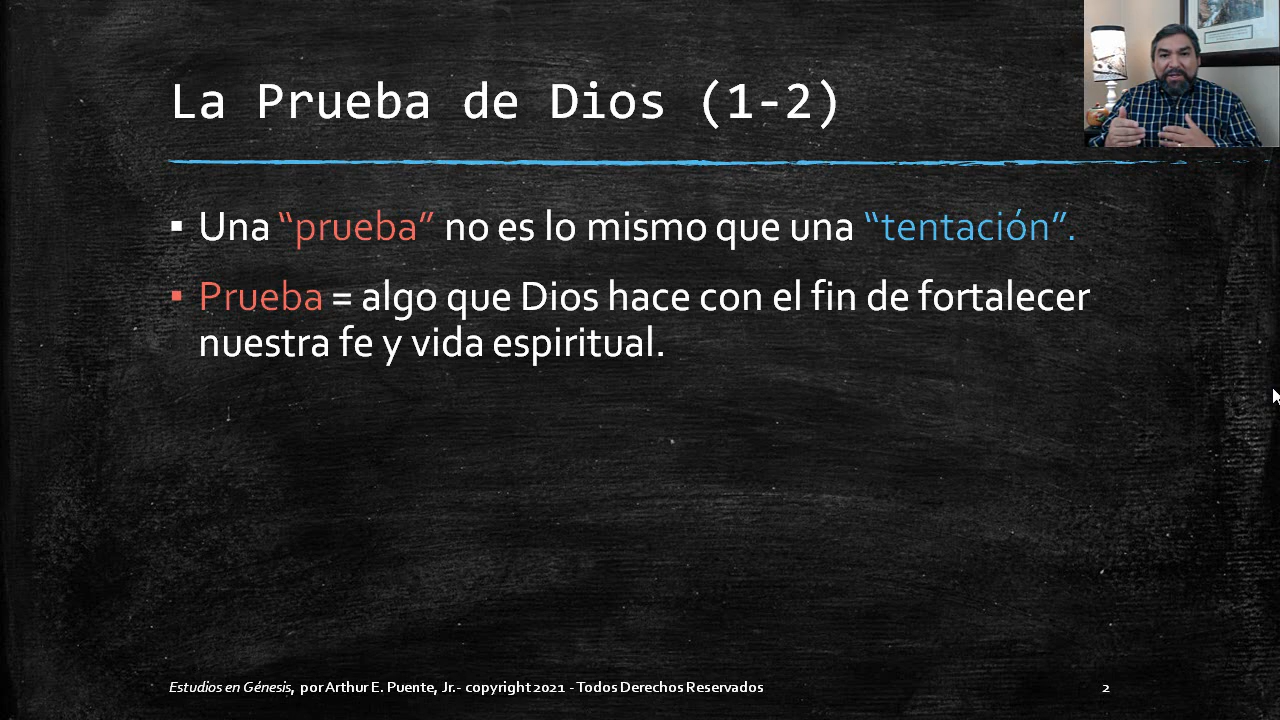 La Prueba de Dios (1-2)
▪ Una “prueba” no es lo mismo que una “tentación”.
▪ Prueba = algo que Dios hace con el fin de fortalecer
nuestra fe y vida espiritual.
Estudios en Génesis, por Arthur E. Puente, Jr.- copyright 2021 - Todos Derechos Reservados
2